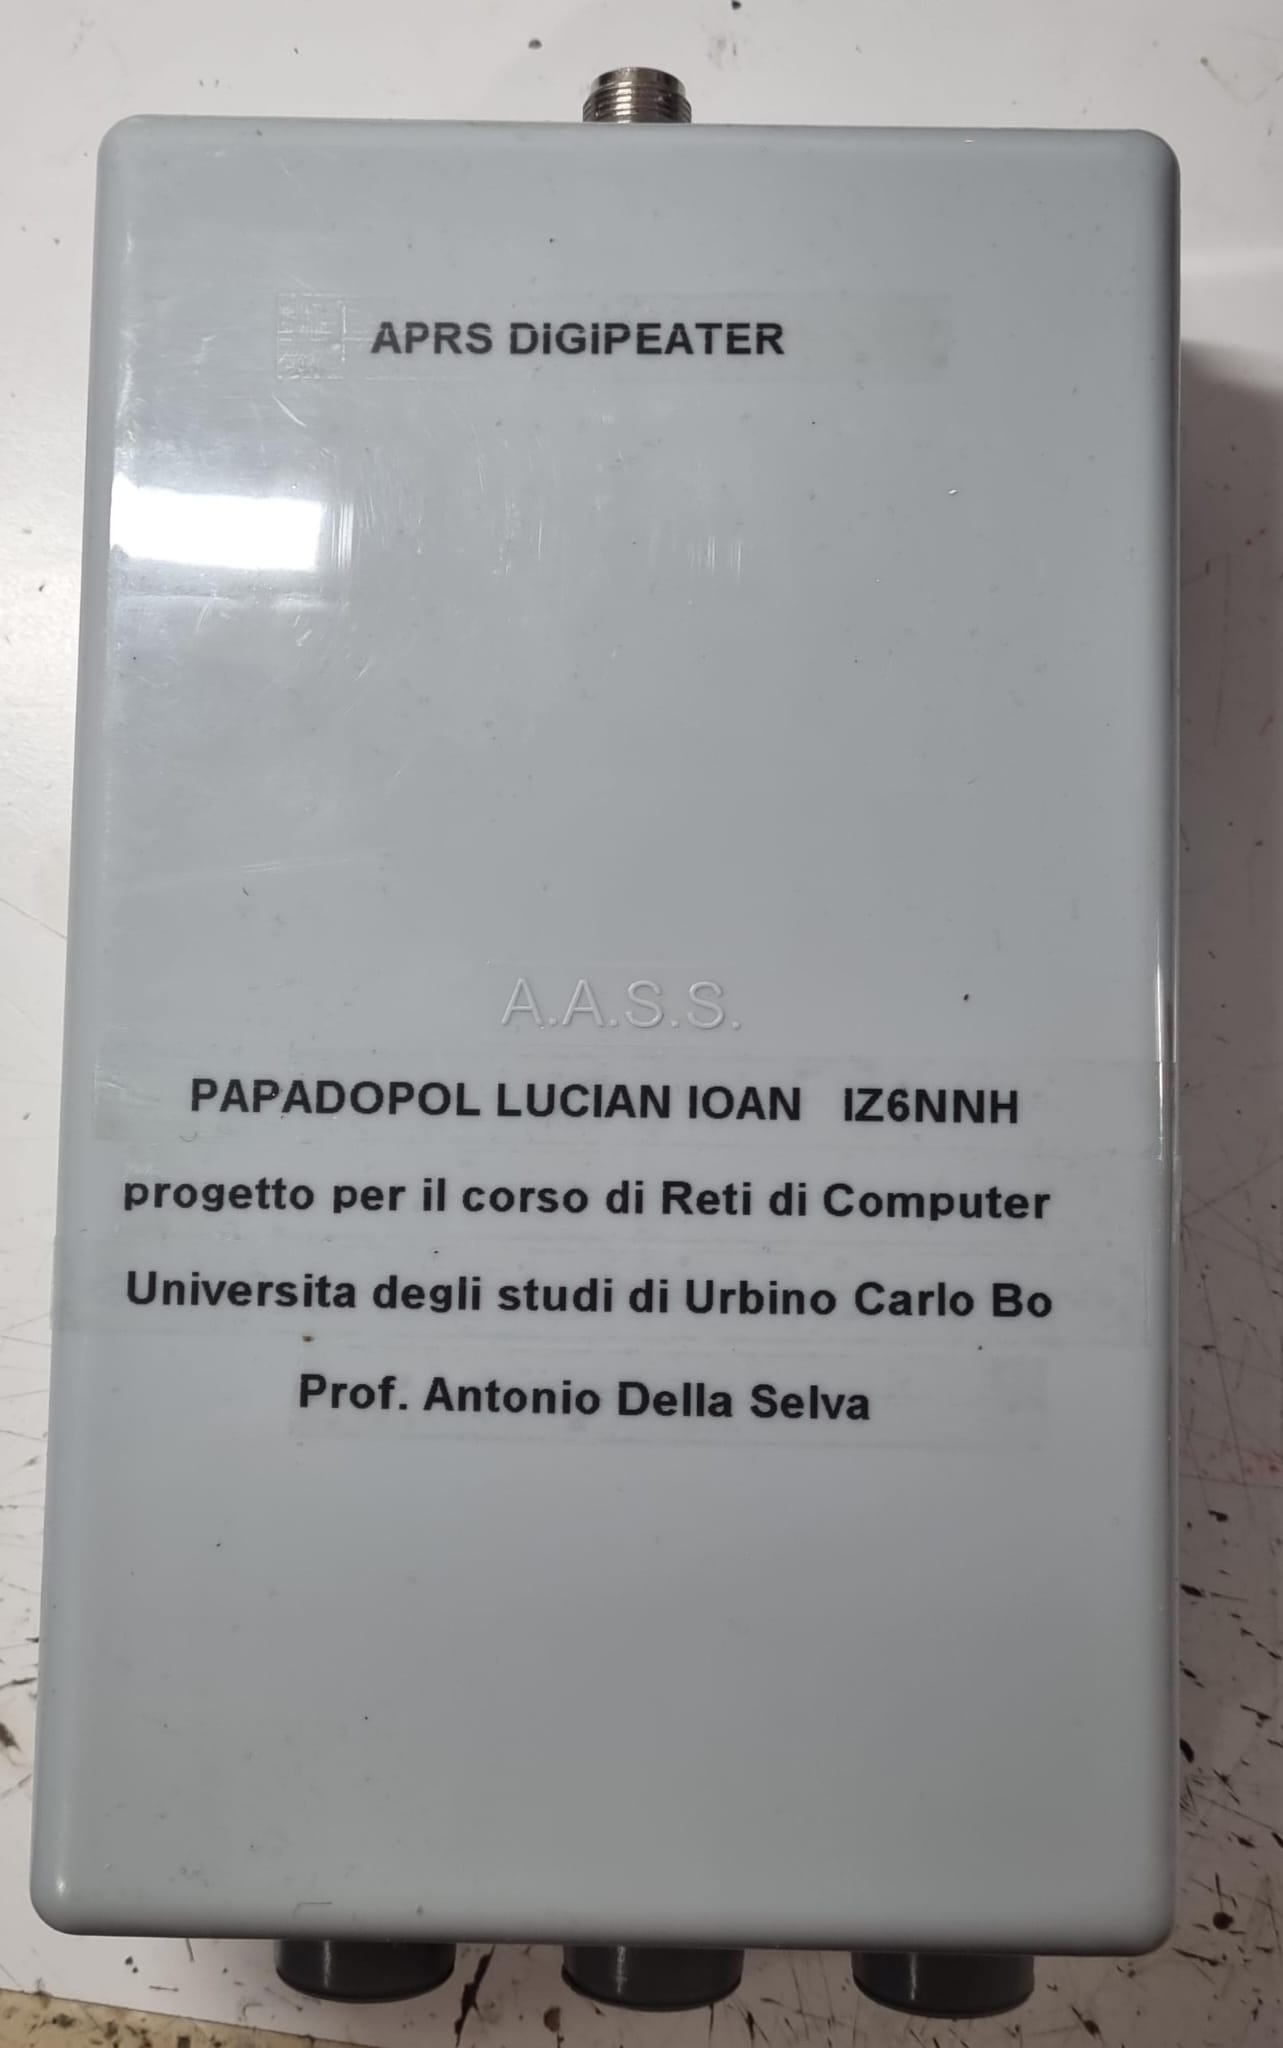 APRS DiGiPEATER
A.A.S.S.
PAPADOPOL LUCIAN IOAN IZ6NNH
progetto per il corso di Reti di Computer
Universita degli studi di Urbino Carlo Bo
Prof. Antonio Della Selva